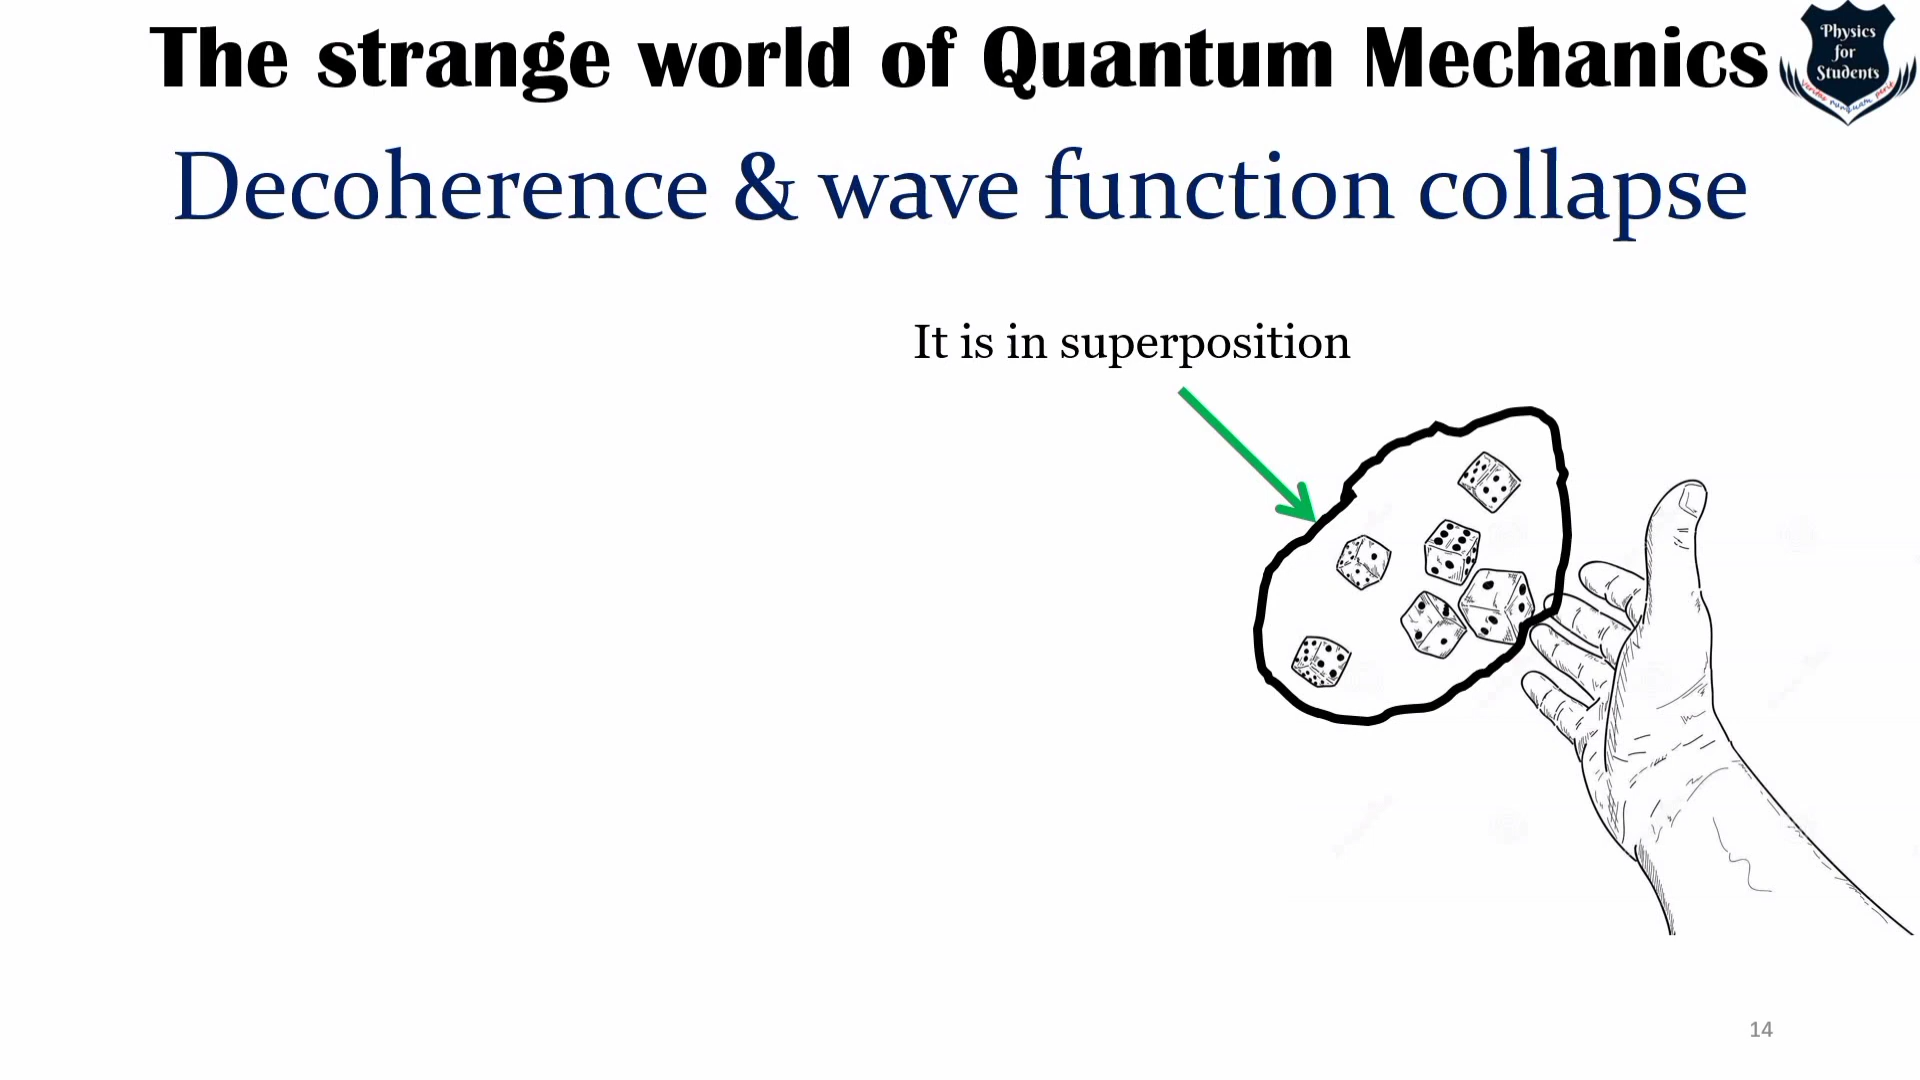 The strange world of Quantum Mechanics
Physics
for
Students
Decoherence & wave function collapse
It is in superposition
14